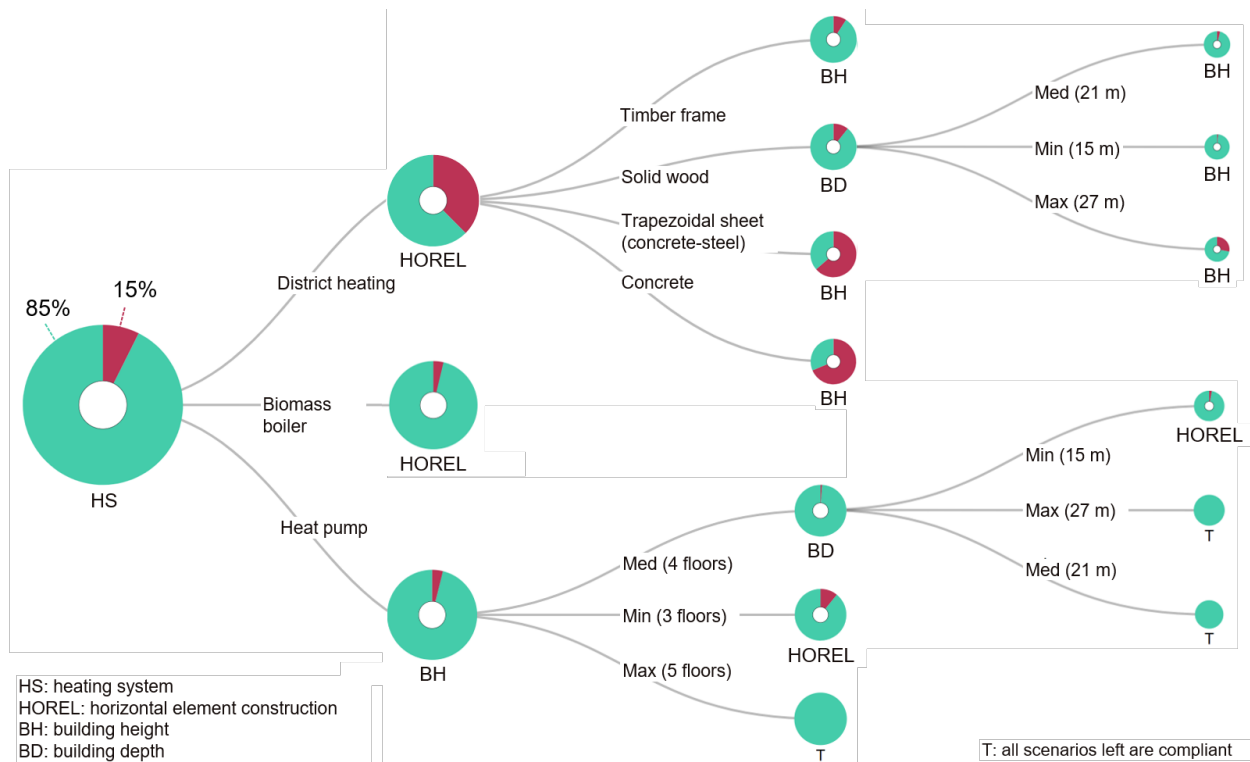 BH
BH
Med (21 m)
Timber frame
Min (15 m)
BH
Solid wood
BD
Max (27 m)
Trapezoidal sheet
(concrete-steel)
HOREL
BH
BH
District heating
Concrete
85%
15%
BH
Biomass
boiler
HOREL
HOREL
Min (15 m)
HS
Heat pump
Max (27 m)
T
BD
Med (4 floors)
Med (21 m)
Min (3 floors)
T
HOREL
BH
Max (5 floors)
T
HS: heating system
HOREL: horizontal element construction
BH: building height
BD: building depth
T: all scenarios left are compliant